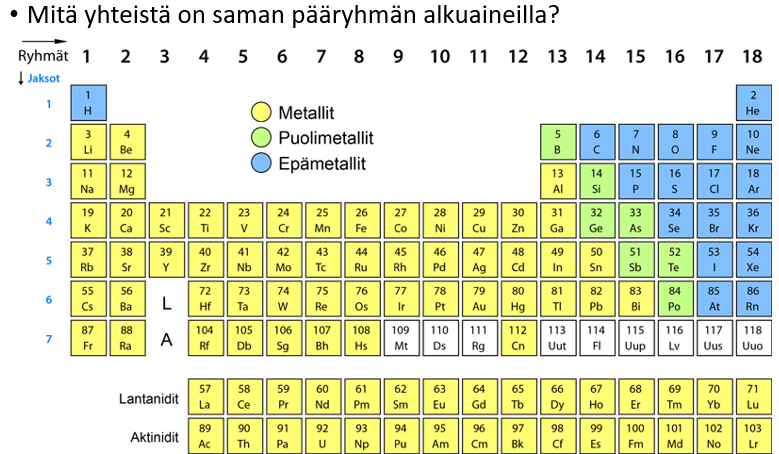 • Mitä yhteistä on saman pääryhmän alkuaineilla?
Ryhmät 1 2 3 4 5 6 7 8 9 10 11 12 13 14 15 16 17 18
↓ Jaksot
1 1 H 2 He
Metallit
Puolimetallit
Epämetallit
2 3 Li 4 Be 5 B 6 C 7 N 8 O 9 F 10 Ne
3 11 Na 12 Mg 13 Al 14 Si 15 P 16 S 17 Cl 18 Ar
4 19 K 20 Ca 21 Sc 22 Ti 23 V 24 Cr 25 Mn 26 Fe 27 Co 28 Ni 29 Cu 30 Zn 31 Ga 32 Ge 33 As 34 Se 35 Br 36 Kr
5 37 Rb 38 Sr 39 Y 40 Zr 41 Nb 42 Mo 43 Tc 44 Ru 45 Rh 46 Pd 47 Ag 48 Cd 49 In 50 Sn 51 Sb 52 Te 53 I 54 Xe
6 55 Cs 56 Ba L 72 Hf 73 Ta 74 W 75 Re 76 Os 77 Ir 78 Pt 79 Au 80 Hg 81 Tl 82 Pb 83 Bi 84 Po 85 At 86 Rn
7 87 Fr 88 Ra A 104 Rf 105 Db 106 Sg 107 Bh 108 Hs 109 Mt 110 Ds 111 Rg 112 Cn 113 Uut 114 Fl 115 Uup 116 Lv 117 Uus 118 Uuo
Lantanidit 57 La 58 Ce 59 Pr 60 Nd 61 Pm 62 Sm 63 Eu 64 Gd 65 Tb 66 Dy 67 Ho 68 Er 69 Tm 70 Yb 71 Lu
Aktinidit 89 Ac 90 Th 91 Pa 92 U 93 Np 94 Pu 95 Am 96 Cm 97 Bk 98 Cf 99 Es 100 Fm 101 Md 102 No 103 Lr